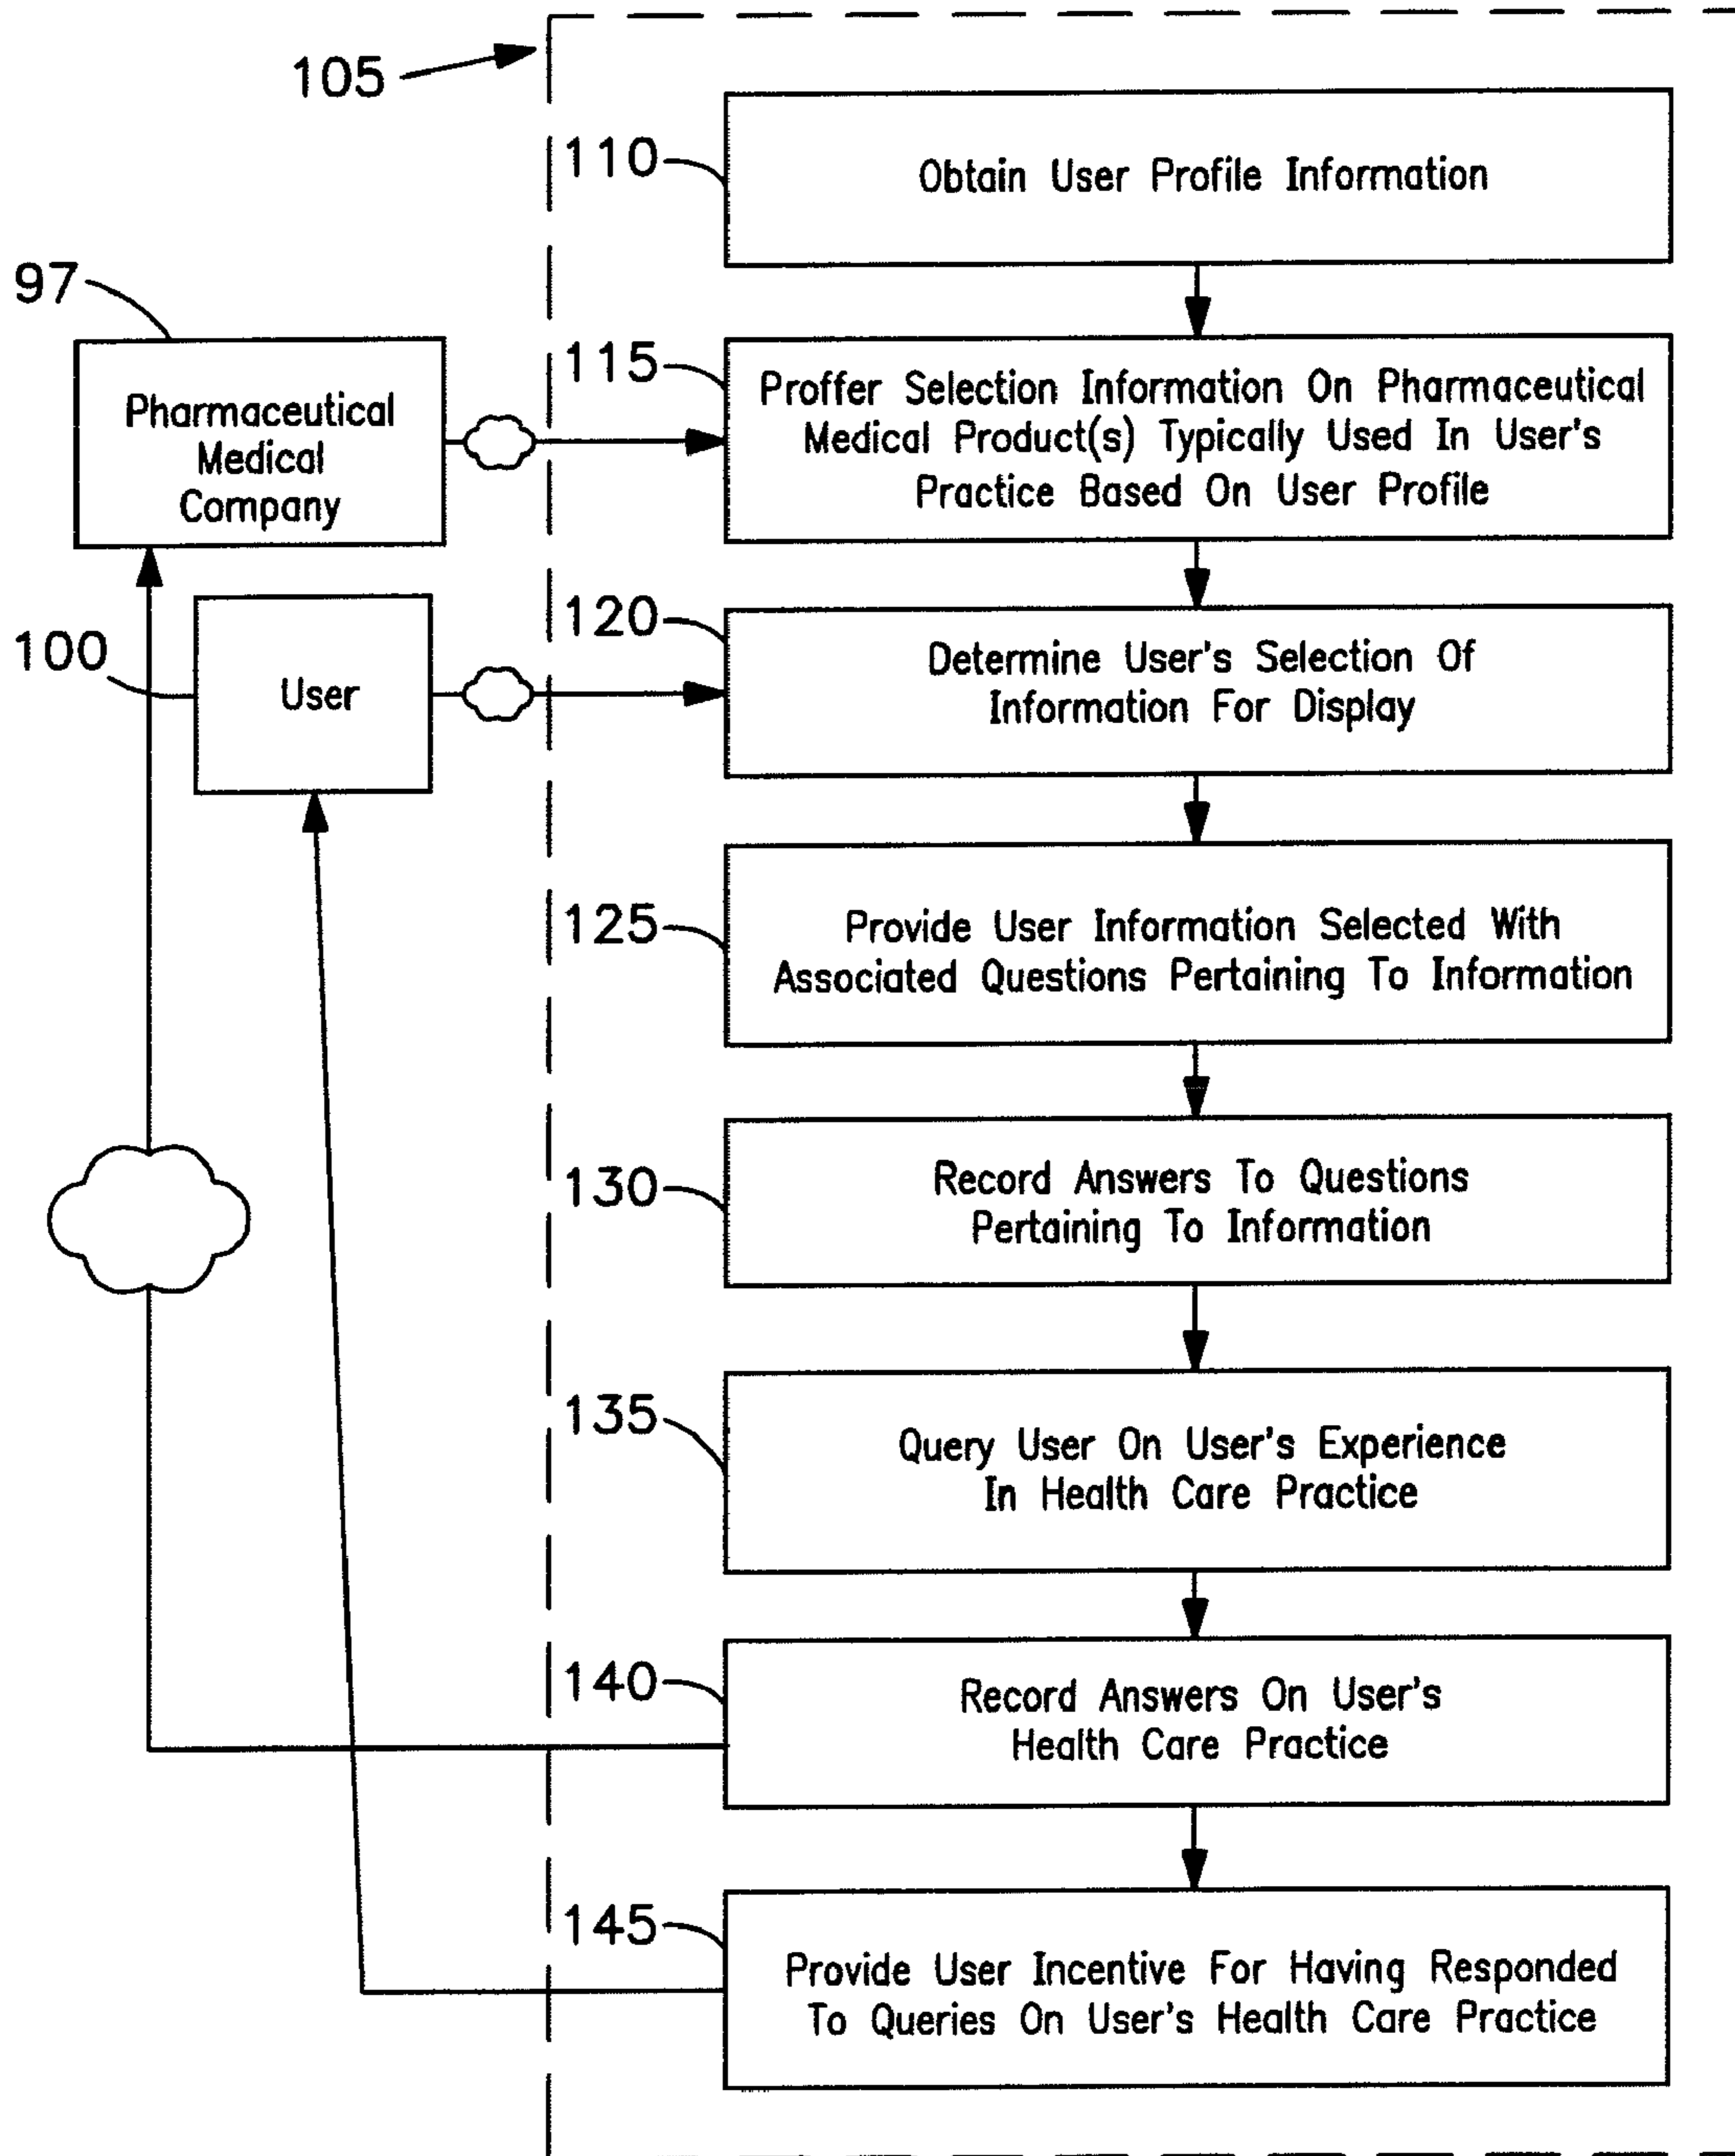 105
110
Obtain User Profile Information
97
Pharmaceutical
Medical
Company
115
Proffer Selection Information On Pharmaceutical
Medical Product(s) Typically Used In User's
Practice Based On User Profile
100
User
120
Determine User's Selection Of
Information For Display
125
Provide User Information Selected With
Associated Questions Pertaining To Information
130
Record Answers To Questions
Pertaining To Information
135
Query User On User's Experience
In Health Care Practice
140
Record Answers On User's
Health Care Practice
145
Provide User Incentive For Having Responded
To Queries On User's Health Care Practice